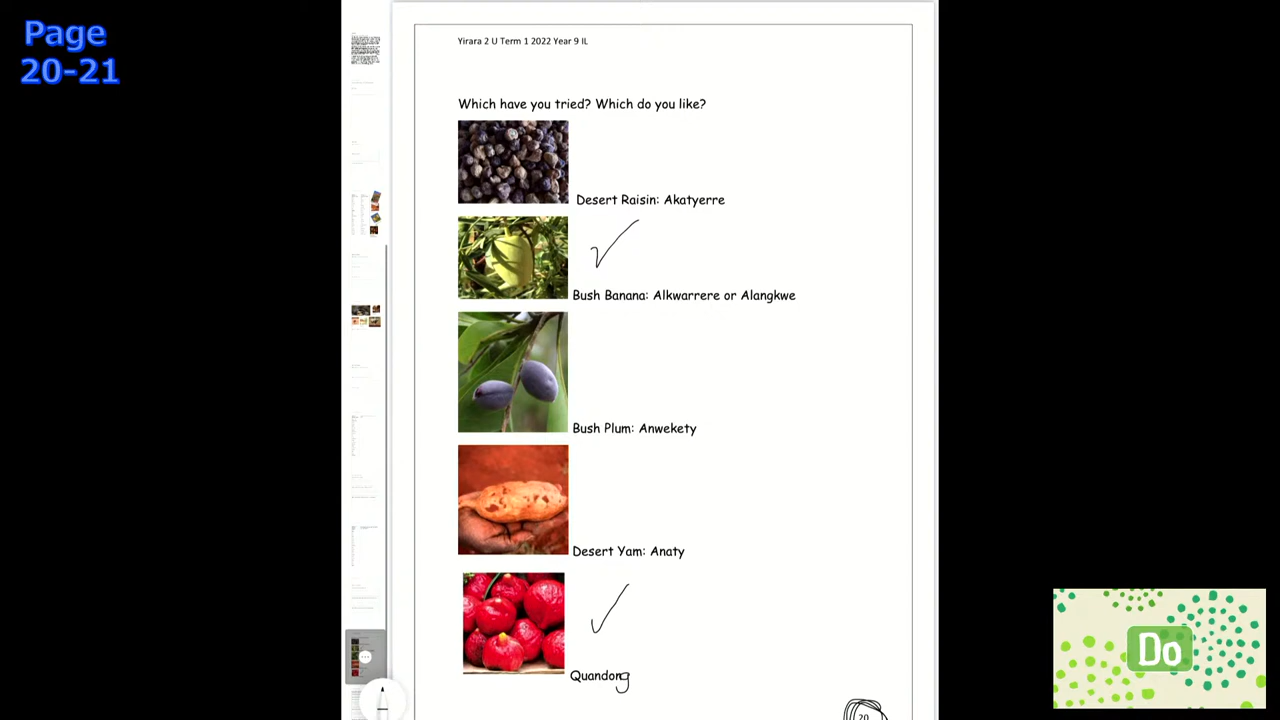 Page
20-21
Yirara 2 U Term 1 2022 Year 9 IL
Which have you tried? Which do you like?
Desert Raisin: Akatyerre
Bush Banana: Alkwarrere or Alangkwe
Bush Plum: Anwekety
Desert Yam: Anaty
Quandong
20
Do